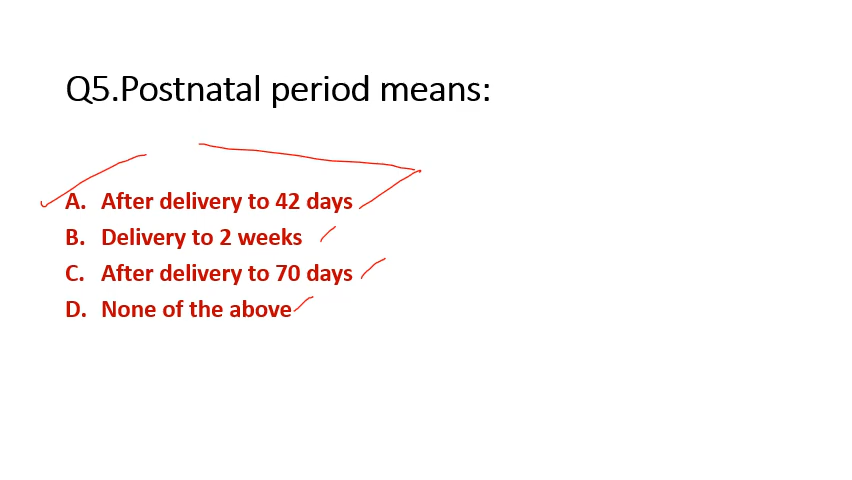 Q5.Postnatal period means:
A. After delivery to 42 days
B. Delivery to 2 weeks
C. After delivery to 70 days
D. None of the above